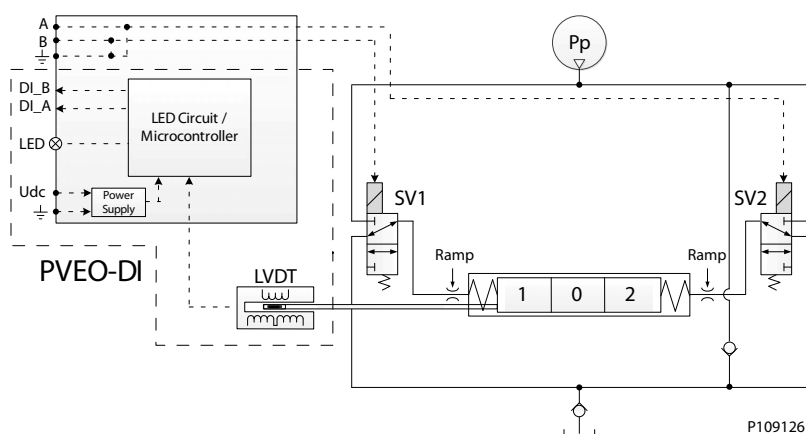 A
B
Pp
DI_B
DI_A
LED Circuit /
Microcontroller
LED
Udc
Power
Supply
SV1
SV2
PVEO-DI
LVDT
Ramp
Ramp
1 0 2
P109126